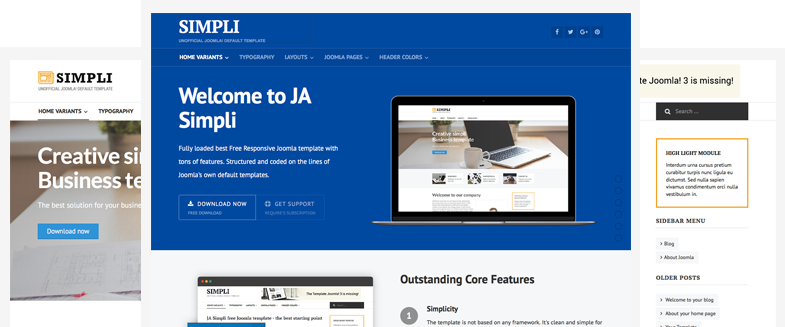 SIMPLI
UNOFFICIAL JOOMLA! DEFAULT TEMPLATE
HOME VARIANTS
TYPOGRAPHY
Creative si
Business te
The best solution for your busine
Download now
SIMPLI
UNOFFICIAL JOOMLA! DEFAULT TEMPLATE
HOME VARIANTS
TYPOGRAPHY
LAYOUTS
JOOMLA PAGES
HEADER COLORS
Welcome to JA
Simpli
Fully loaded best Free Responsive Joomla template with
tons of features. Structured and coded on the lines of
Joomla's own default templates.
DOWNLOAD NOW
FREE DOWNLOAD
GET SUPPORT
REQUIRES SUBSCRIPTION
Creative simpli
Business template
Welcome to our company
SIMPLI
The Template Joomla! 3 is missing!
JA Simpli free Joomla template - the best starting point
Outstanding Core Features
1
Simplicity
The template is not based on any framework. It's clean and simple for
te Joomla! 3 is missing!
Search ...
HIGH LIGHT MODULE
Interdum urna cursus pretium
curabitur turpis nunc ligula eu
dictumst. Sed nulla sapien
vivamus condimentum orci nulla
vestibulum in.
SIDEBAR MENU
Blog
About Joomla
OLDER POSTS
Welcome to your blog
About your home page
Your Template